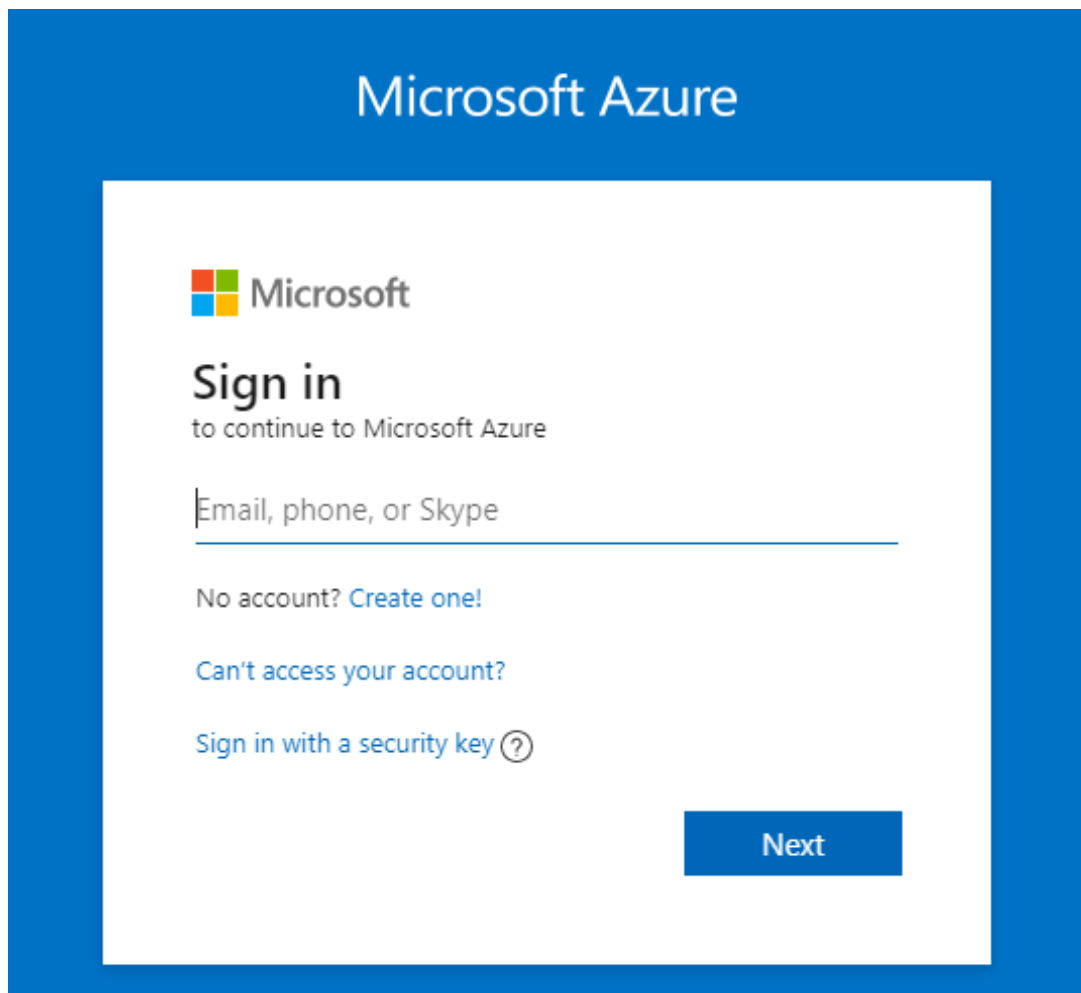 Microsoft Azure
Microsoft
Sign in
to continue to Microsoft Azure
Email, phone, or Skype
No account? Create one!
Can't access your account?
Sign in with a security key ?
Next